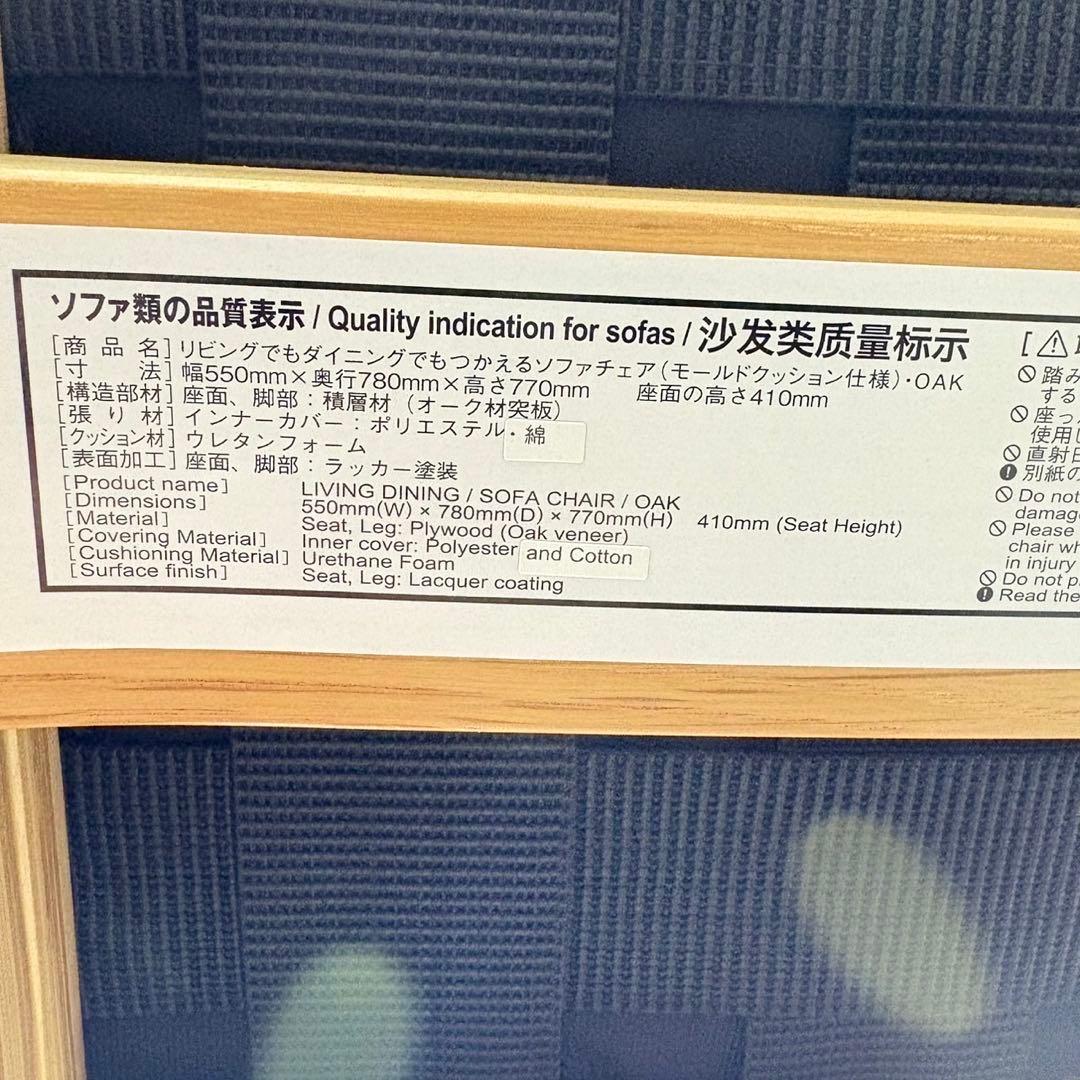 ソファ類の品質表示 / Quality indication for sofas / 沙发类质量标示
[商品名] リビングでもダイニングでもつかえるソファチェア(モールドクッション仕様)・OAK
[寸法] 幅550mm×奥行780mm×高さ770mm 座面の高さ410mm
[構造部材] 座面、脚部：積層材（オーク材突板）
[張り材] インナーカバー：ポリエステル・綿
[クッション材] ウレタンフォーム
[表面加工] 座面、脚部：ラッカー塗装
[Product name] LIVING DINING / SOFA CHAIR / OAK
[Dimensions] 550mm(W) × 780mm(D) × 770mm(H) 410mm (Seat Height)
[Material] Seat, Leg: Plywood (Oak veneer)
[Covering Material] Inner cover: Polyester and Cotton
[Cushioning Material] Urethane Foam
[Surface finish] Seat, Leg: Lacquer coating
踏み
する
座っ
使用し
直射日
別紙の
Do not
damag
Please
chair wh
in injury
Do not p
Read the